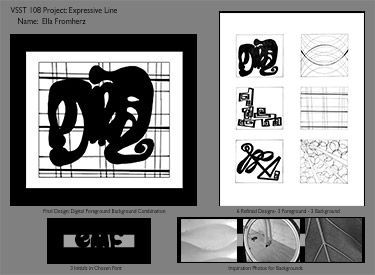 VSST 108 Project: Expressive Line
Name: Ella Fromherz
Final Design: Digital Foreground Background Combination
6 Refined Designs- 3 Foreground - 3 Background
emf
3 Initials in Chosen Font
Inspiration Photos for Backgrounds